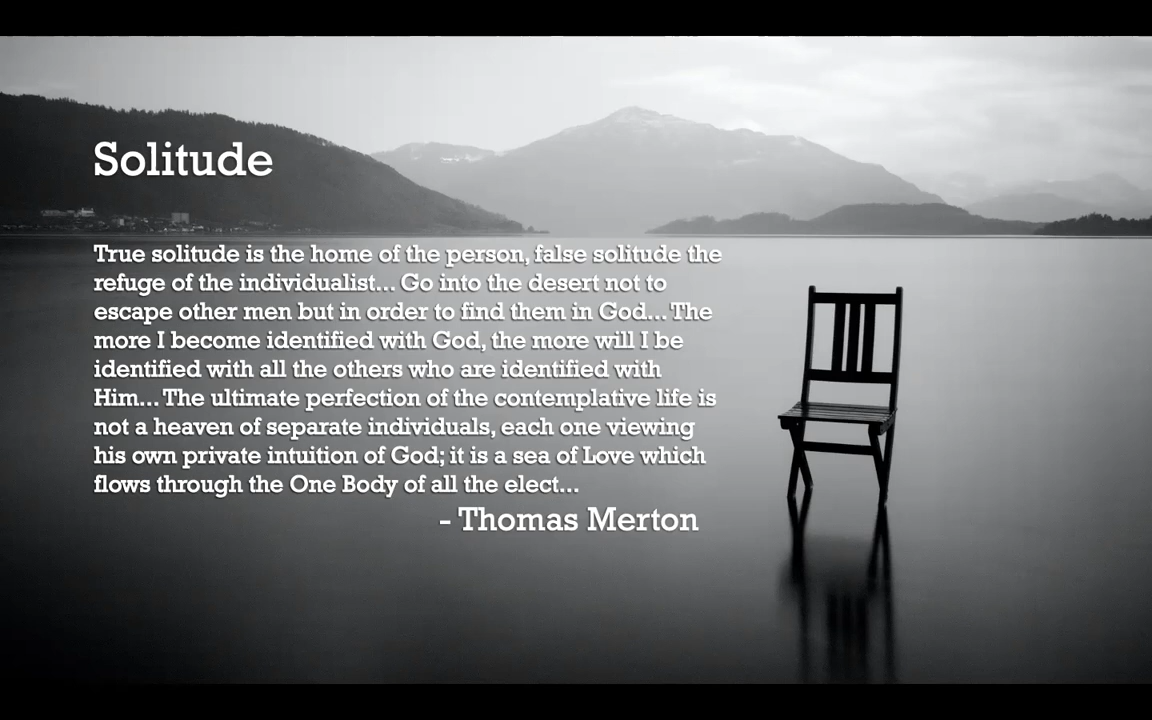 Solitude
True solitude is the home of the person, false solitude the
refuge of the individualist... Go into the desert not to
escape other men but in order to find them in God... The
more I become identified with God, the more will I be
identified with all the others who are identified with
Him... The ultimate perfection of the contemplative life is
not a heaven of separate individuals, each one viewing
his own private intuition of God; it is a sea of Love which
flows through the One Body of all the elect...
- Thomas Merton